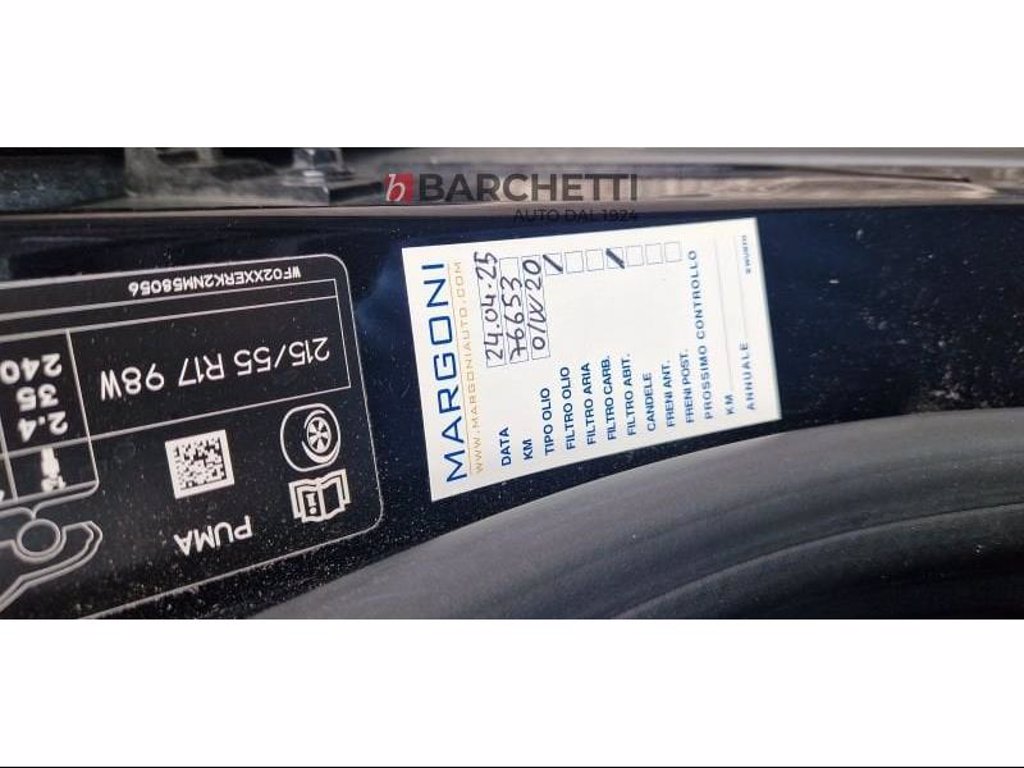 BARCHETTI
AUTO DAL 1924
MARGONI
WWW.MARGONIAUTO.COM
DATA 24.04.25
KM 76653
TIPO OLIO 0/W 20
FILTRO OLIO
FILTRO ARIA
FILTRO CARB.
FILTRO ABIT.
CANDELE
FRENI ANT.
FRENI POST.
PROSSIMO CONTROLLO
KM
ANNUALE
WÜRTH
PUMA
215/55 R17 98W
2.4
35
240
WF02XXERK2NM58056